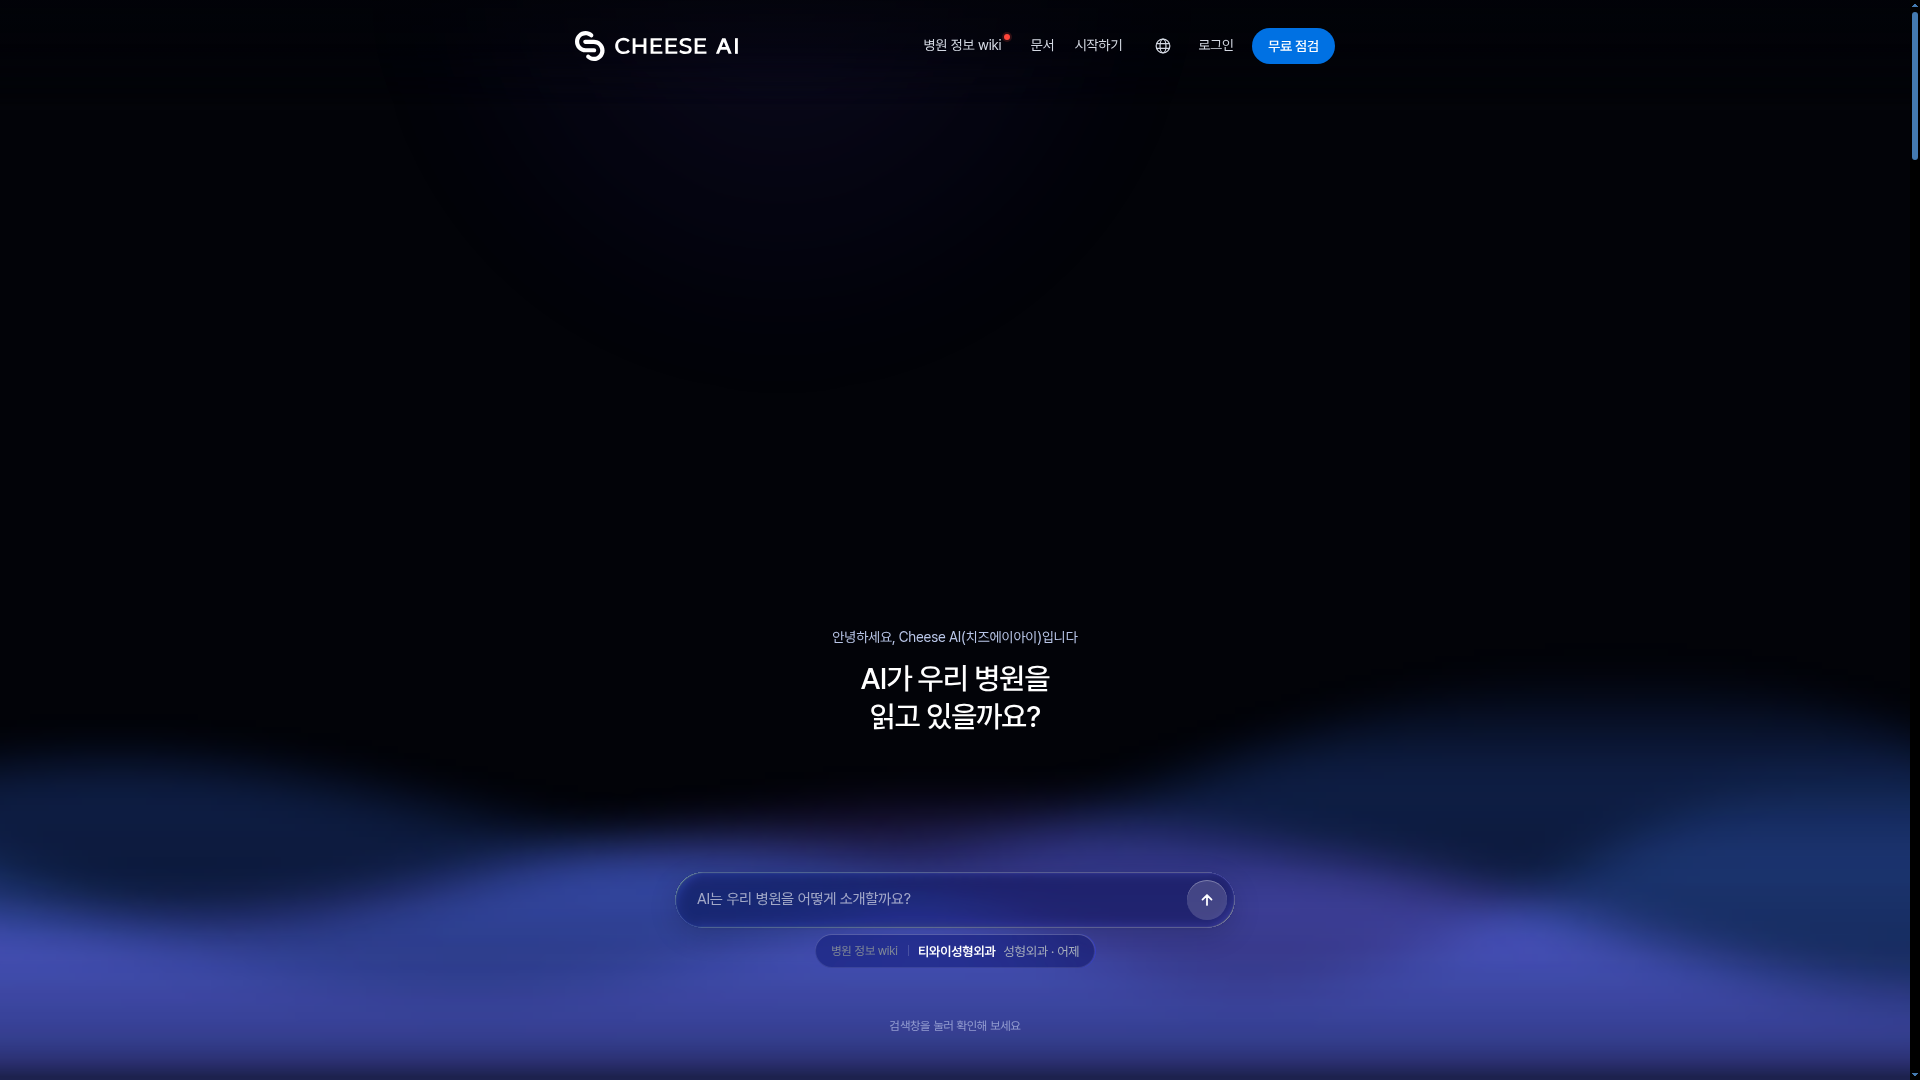 CHEESE AI
병원 정보 wiki
문서
시작하기
로그인
무료 점검
안녕하세요, Cheese AI(치즈에이아이)입니다
AI가 우리 병원을
읽고 있을까요?
AI는 우리 병원을 어떻게 소개할까요?
병원 정보 wiki 티와이성형외과 성형외과 · 어제
검색창을 눌러 확인해 보세요